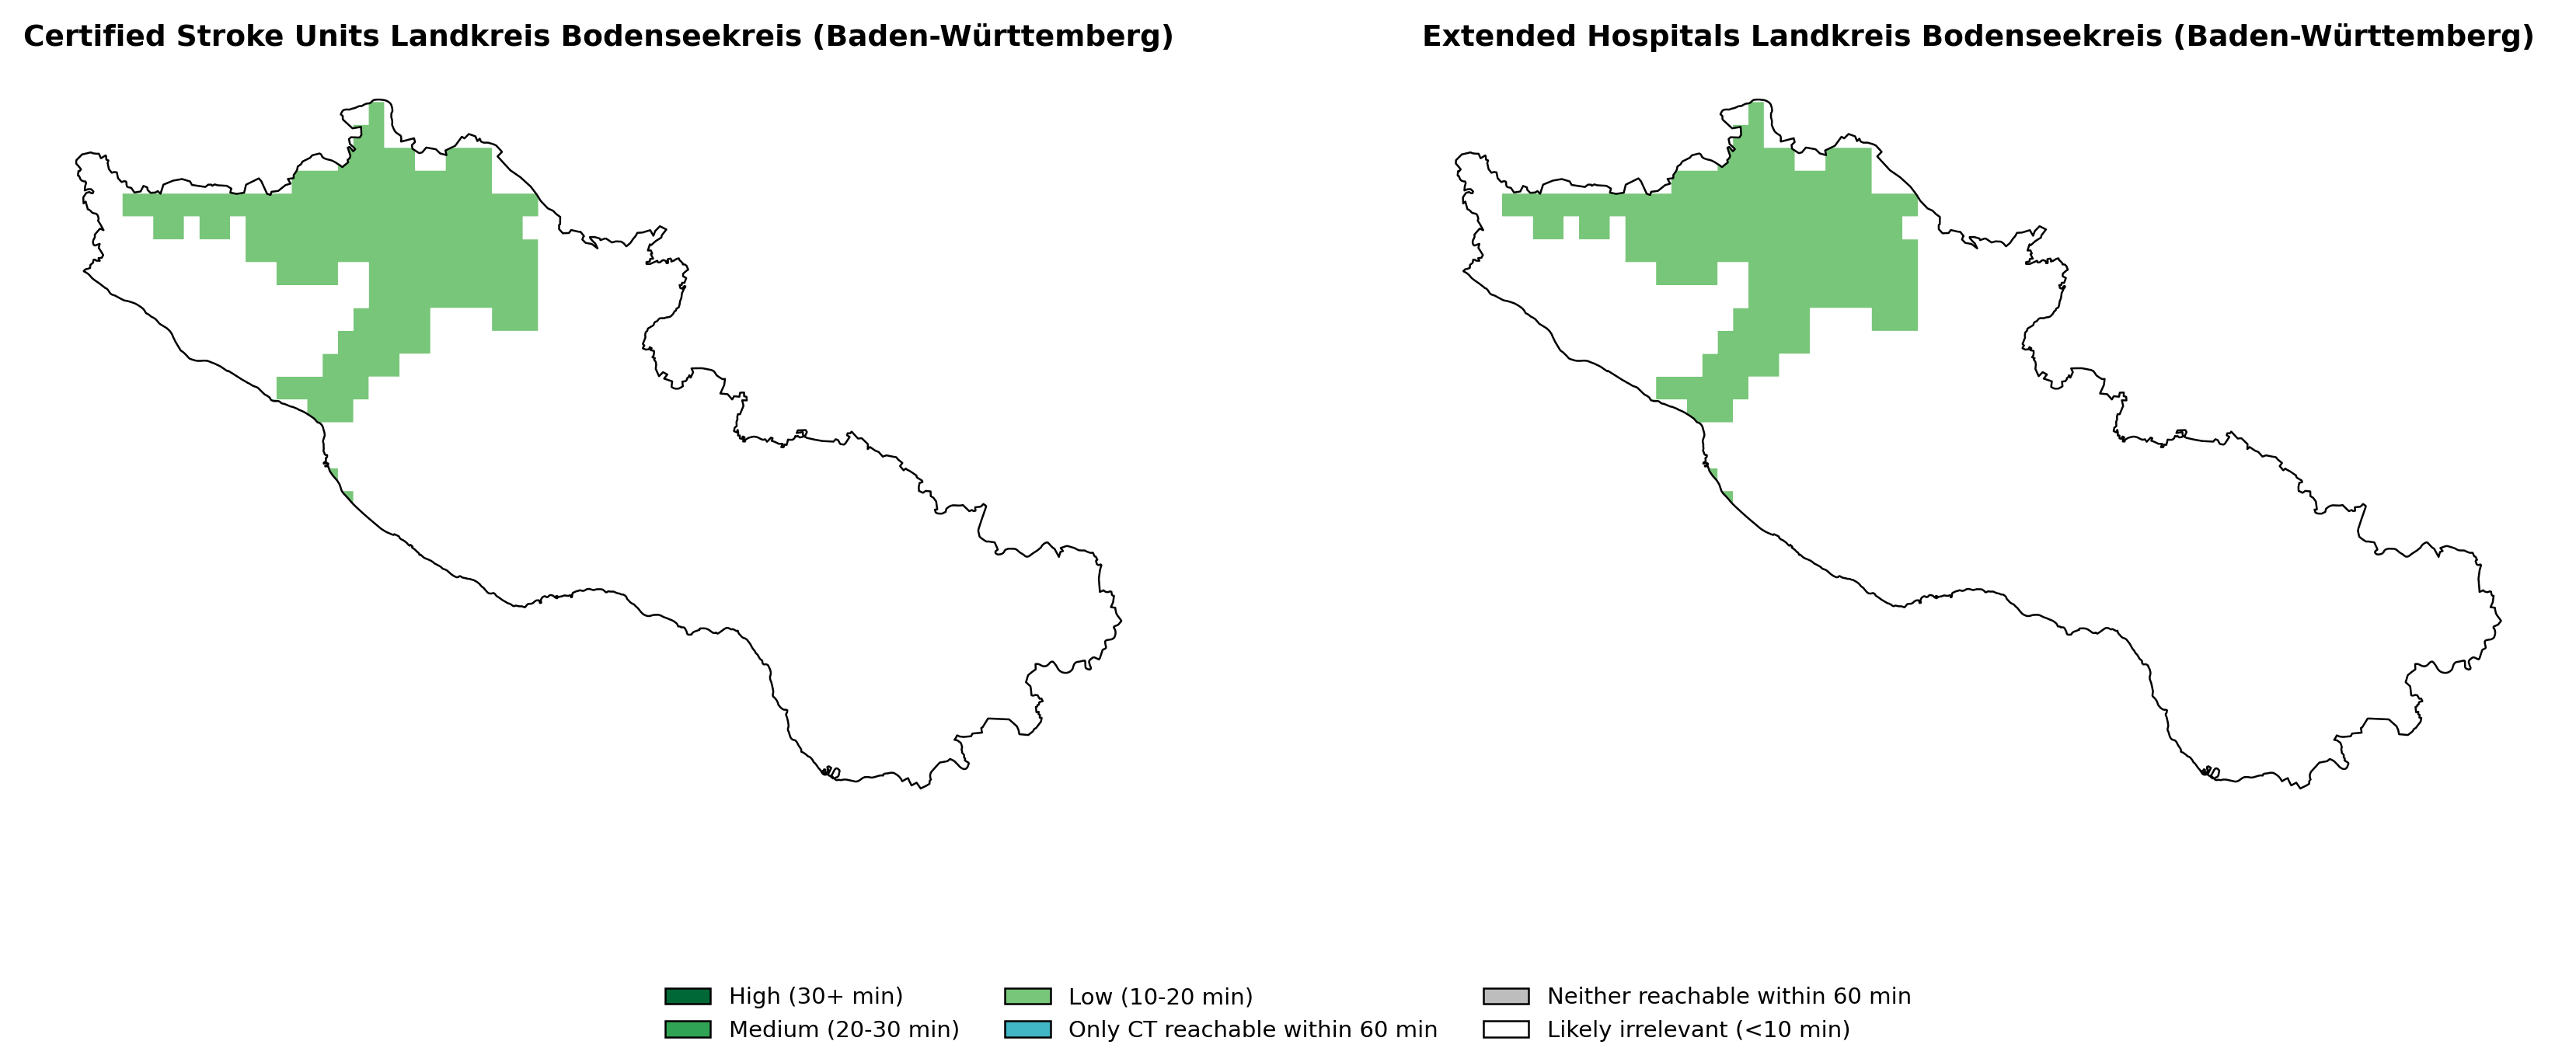 Certified Stroke Units Landkreis Bodenseekreis (Baden-Württemberg)
Extended Hospitals Landkreis Bodenseekreis (Baden-Württemberg)
High (30+ min)
Medium (20-30 min)
Low (10-20 min)
Only CT reachable within 60 min
Neither reachable within 60 min
Likely irrelevant (<10 min)